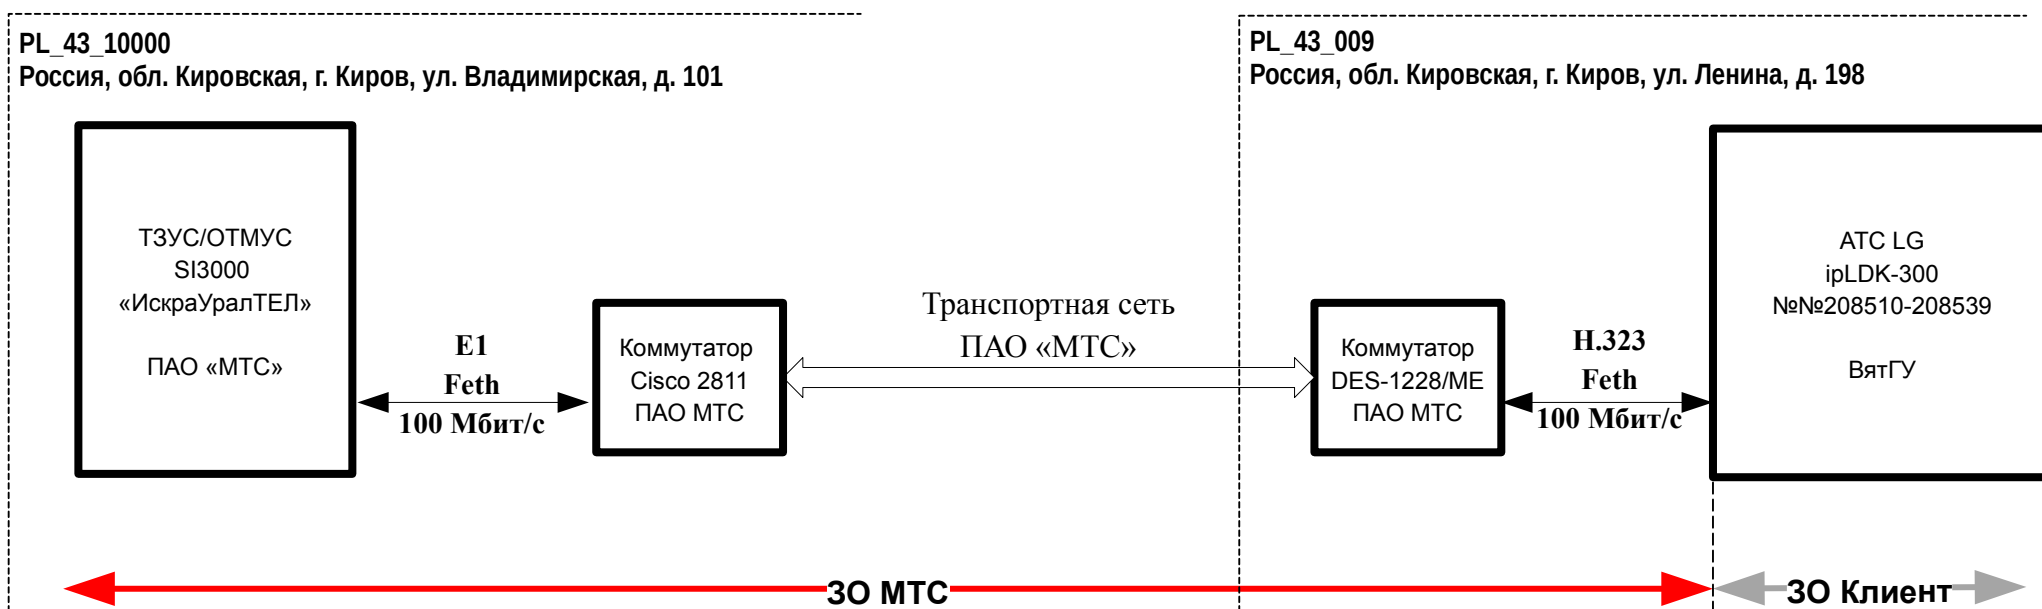 PL_43_10000
Россия, обл. Кировская, г. Киров, ул. Владимирская, д. 101
PL_43_009
Россия, обл. Кировская, г. Киров, ул. Ленина, д. 198
ТЗУС/ОТМУС
SI3000
«ИскраУралТЕЛ»
ПАО «МТС»
E1
Feth
100 Мбит/с
Коммутатор
Cisco 2811
ПАО МТС
Транспортная сеть
ПАО «МТС»
Коммутатор
DES-1228/ME
ПАО МТС
H.323
Feth
100 Мбит/с
АТС LG
ipLDK-300
№№208510-208539
ВятГУ
ЗО МТС
ЗО Клиент